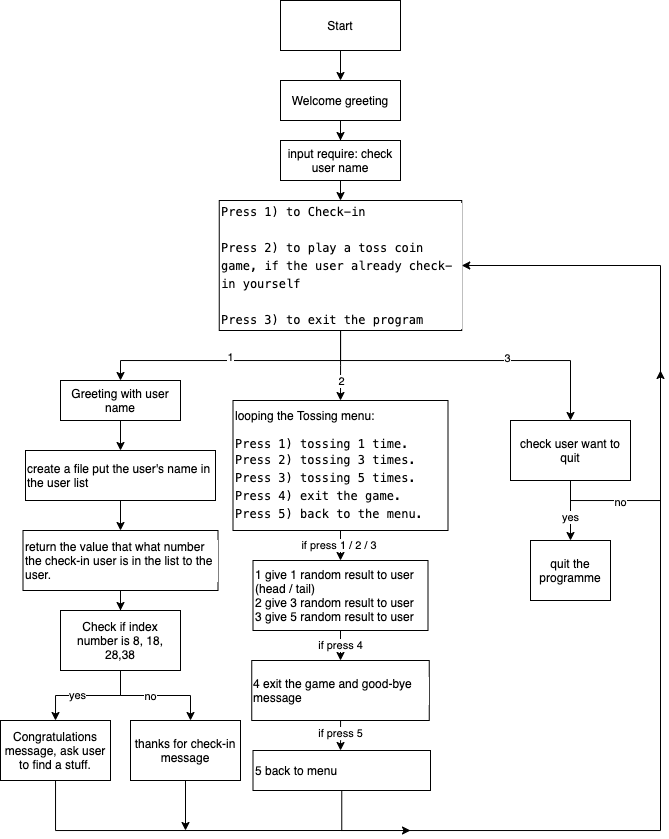 Start
Welcome greeting
input require: check
user name
Press 1) to Check-in
Press 2) to play a toss coin
game, if the user already check-
in yourself
Press 3) to exit the program
1
3
2
Greeting with user
name
create a file put the user's name in
the user list
return the value that what number
the check-in user is in the list to the
user.
Check if index
number is 8, 18,
28,38
yes
no
Congratulations
message, ask user
to find a stuff.
thanks for check-in
message
looping the Tossing menu:
Press 1) tossing 1 time.
Press 2) tossing 3 times.
Press 3) tossing 5 times.
Press 4) exit the game.
Press 5) back to the menu.
if press 1 / 2 / 3
1 give 1 random result to user
(head / tail)
2 give 3 random result to user
3 give 5 random result to user
if press 4
4 exit the game and good-bye
message
if press 5
5 back to menu
check user want to
quit
no
yes
quit the
programme